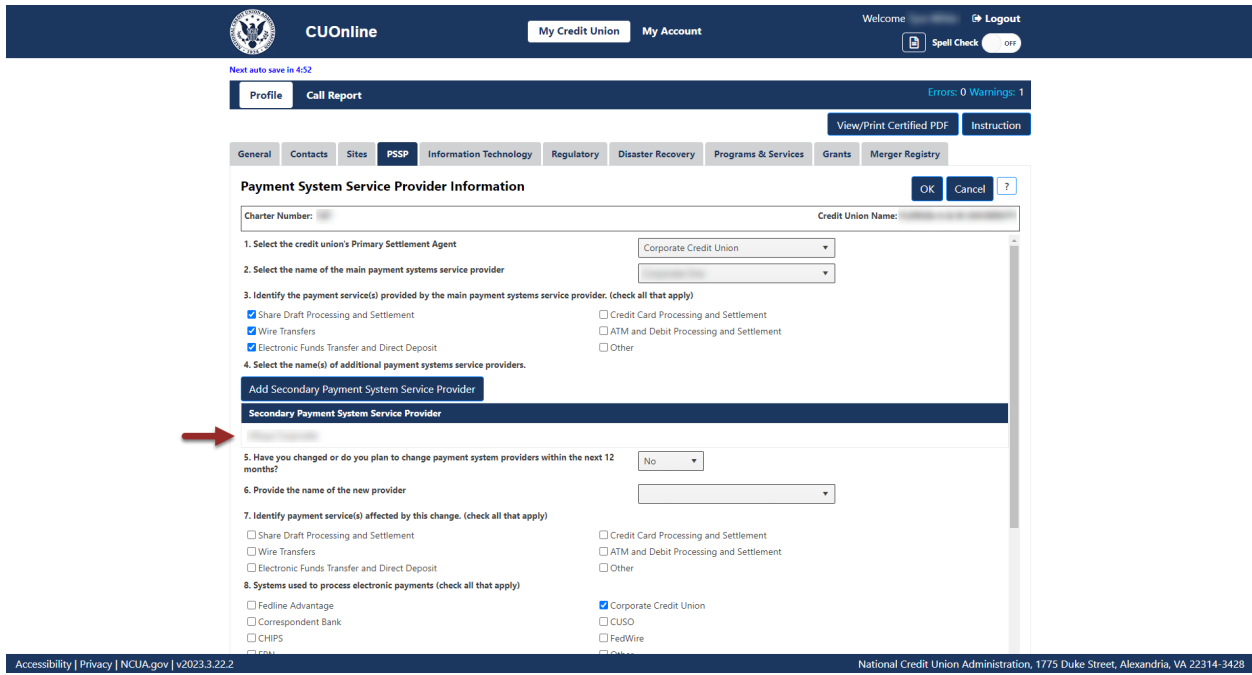 CUOnline
My Credit Union
My Account
Welcome
Logout
Spell Check OFF
Next auto save in 4:52
Profile
Call Report
Errors: 0 Warnings: 1
View/Print Certified PDF
Instruction
General
Contacts
Sites
PSSP
Information Technology
Regulatory
Disaster Recovery
Programs & Services
Grants
Merger Registry
Payment System Service Provider Information
OK
Cancel
?
Charter Number:
Credit Union Name:
1. Select the credit union's Primary Settlement Agent
Corporate Credit Union
2. Select the name of the main payment systems service provider
3. Identify the payment service(s) provided by the main payment systems service provider. (check all that apply)
Share Draft Processing and Settlement
Credit Card Processing and Settlement
Wire Transfers
ATM and Debit Processing and Settlement
Electronic Funds Transfer and Direct Deposit
Other
4. Select the name(s) of additional payment systems service providers.
Add Secondary Payment System Service Provider
Secondary Payment System Service Provider
5. Have you changed or do you plan to change payment system providers within the next 12
months?
No
6. Provide the name of the new provider
7. Identify payment service(s) affected by this change. (check all that apply)
Share Draft Processing and Settlement
Credit Card Processing and Settlement
Wire Transfers
ATM and Debit Processing and Settlement
Electronic Funds Transfer and Direct Deposit
Other
8. Systems used to process electronic payments (check all that apply)
Fedline Advantage
Corporate Credit Union
Correspondent Bank
CUSO
CHIPS
FedWire
Accessibility | Privacy | NCUA.gov | v2023.3.22.2
National Credit Union Administration, 1775 Duke Street, Alexandria, VA 22314-3428